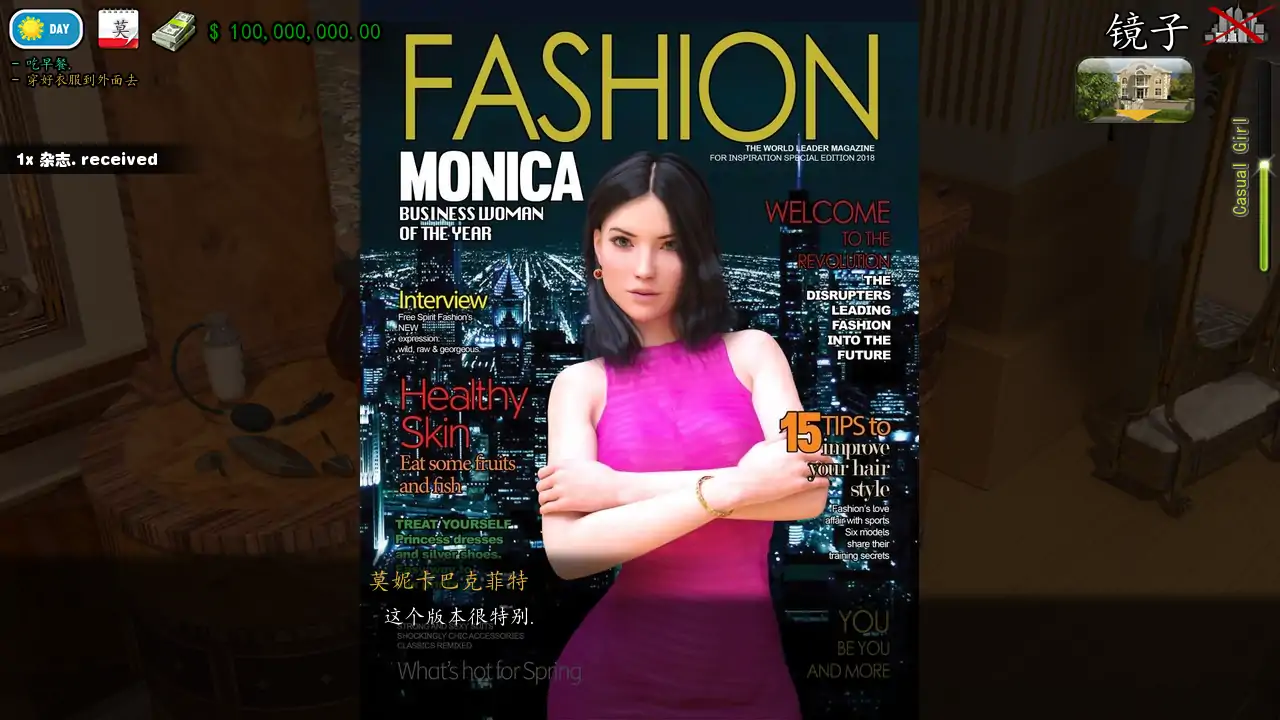 DAY
莫
$ 100,000,000.00
- 吃早餐.
- 穿好衣服到外面去
1x 杂志. received
镜子
Casual Girl
FASHION
THE WORLD LEADER MAGAZINE
FOR INSPIRATION SPECIAL EDITION 2018
MONICA
BUSINESS WOMAN
OF THE YEAR
WELCOME
TO THE
REVOLUTION
THE
DISRUPTERS
LEADING
FASHION
INTO THE
FUTURE
Interview
Free Spirit Fashion's
NEW
expression:
wild, raw & georgeous.
Healthy
Skin
Eat some fruits
and fish.
15 TIPS to
improve
your hair
style
Fashion's love
affair with sports
Six models
share their
training secrets
TREAT YOURSELF
Princess dresses
and silver shoes.
莫妮卡巴克菲特
这个版本很特别.
SHOCKINGLY CHIC ACCESSORIES
CLASSICS REMIXED
What's hot for Spring
YOU
BE YOU
AND MORE